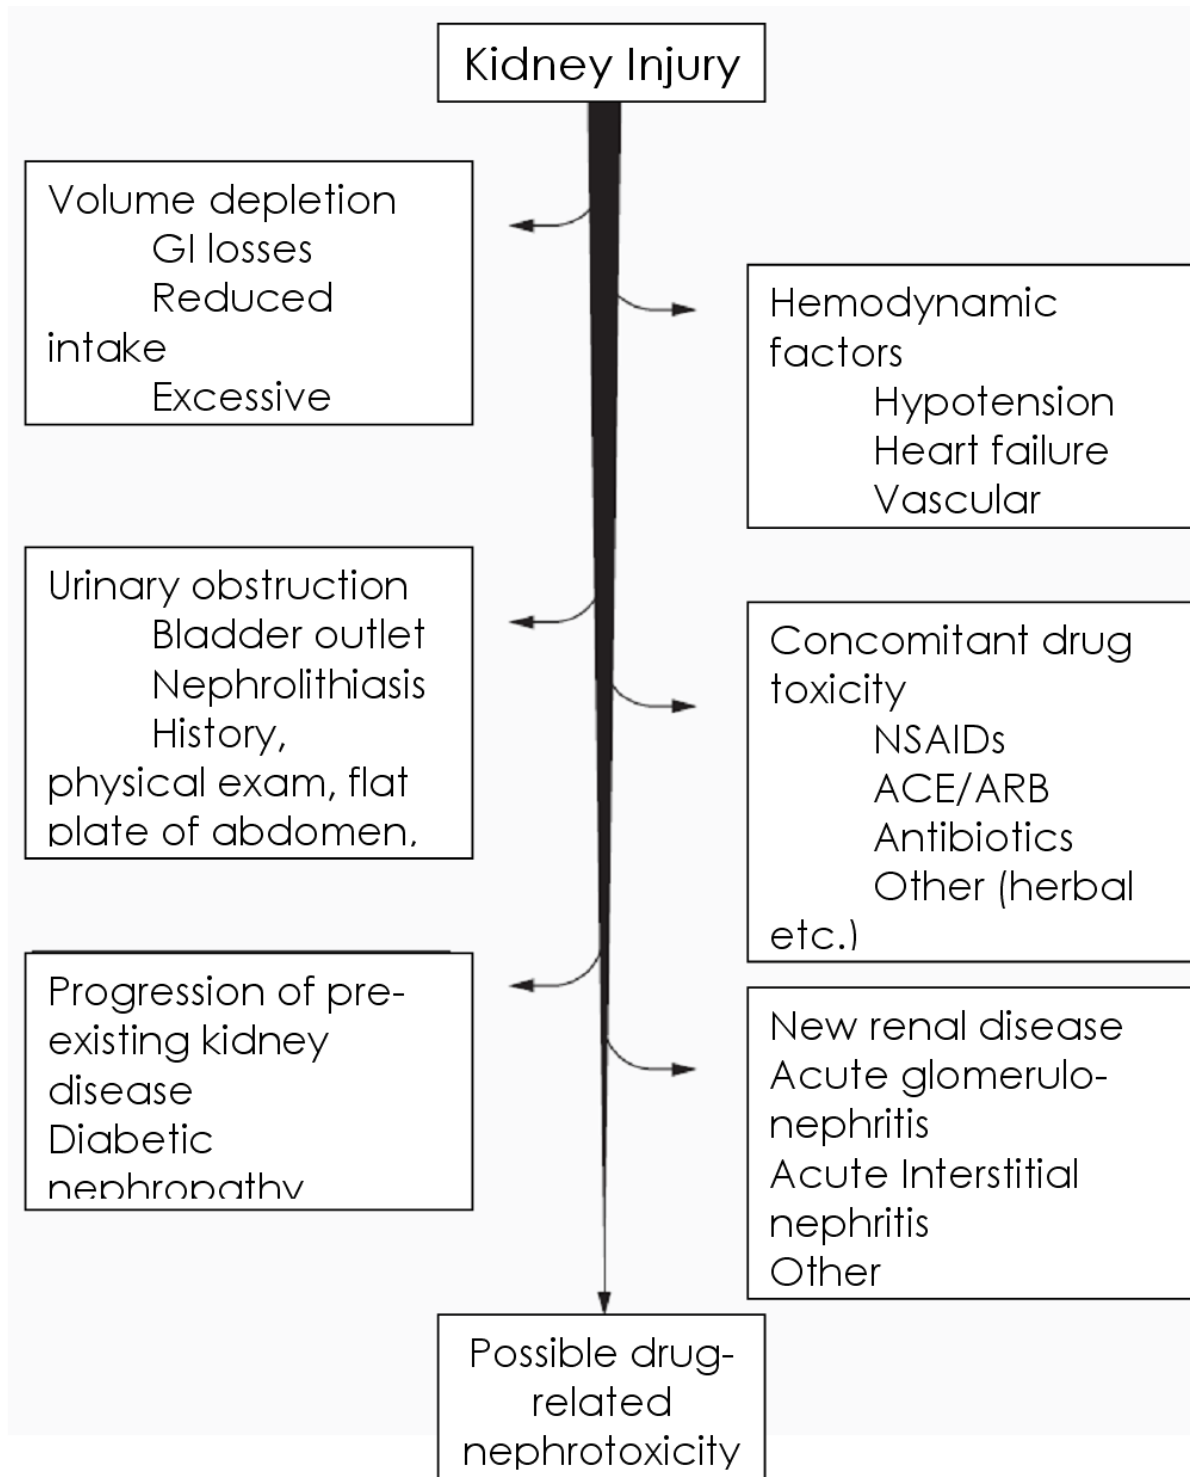 Kidney Injury
Volume depletion
GI losses
Reduced
intake
Excessive
Hemodynamic
factors
Hypotension
Heart failure
Vascular
Urinary obstruction
Bladder outlet
Nephrolithiasis
History,
physical exam, flat
plate of abdomen,
Concomitant drug
toxicity
NSAIDs
ACE/ARB
Antibiotics
Other (herbal
etc.)
Progression of pre-
existing kidney
disease
Diabetic
nephropathy
New renal disease
Acute glomerulo-
nephritis
Acute Interstitial
nephritis
Other
Possible drug-
related
nephrotoxicity